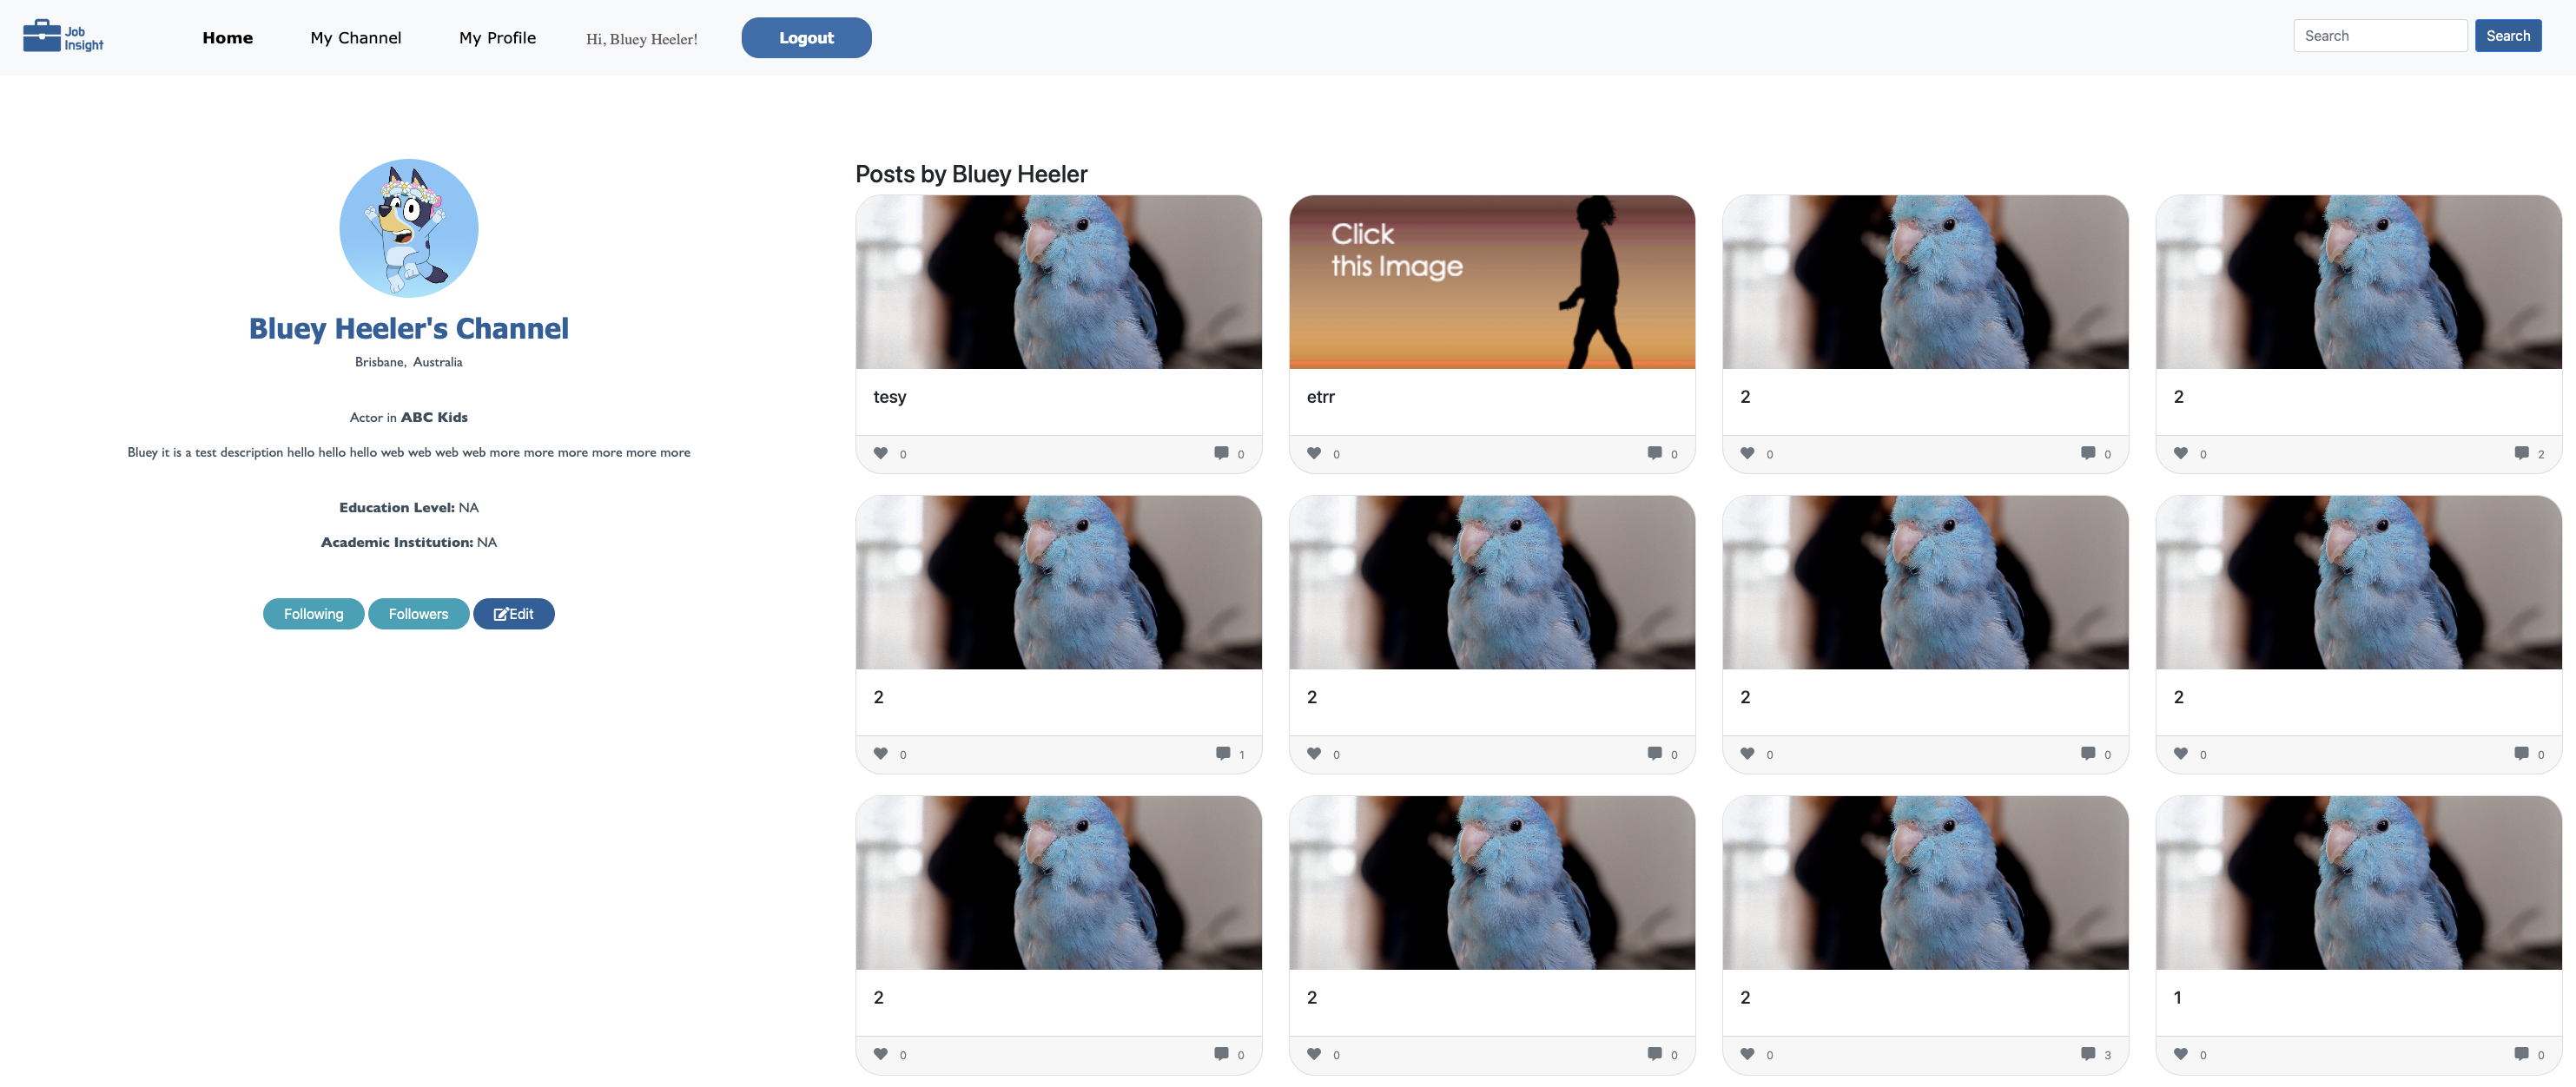 Job
Insight
Home
My Channel
My Profile
Hi, Bluey Heeler!
Logout
Search
Search
Bluey Heeler's Channel
Brisbane, Australia
Actor in ABC Kids
Bluey it is a test description hello hello hello web web web web more more more more more more
Education Level: NA
Academic Institution: NA
Following
Followers
Edit
Posts by Bluey Heeler
tesy
0
0
Click
this Image
etrr
0
0
2
0
0
2
0
2
2
0
1
2
0
0
2
0
0
2
0
0
2
0
0
2
0
0
2
0
3
1
0
0